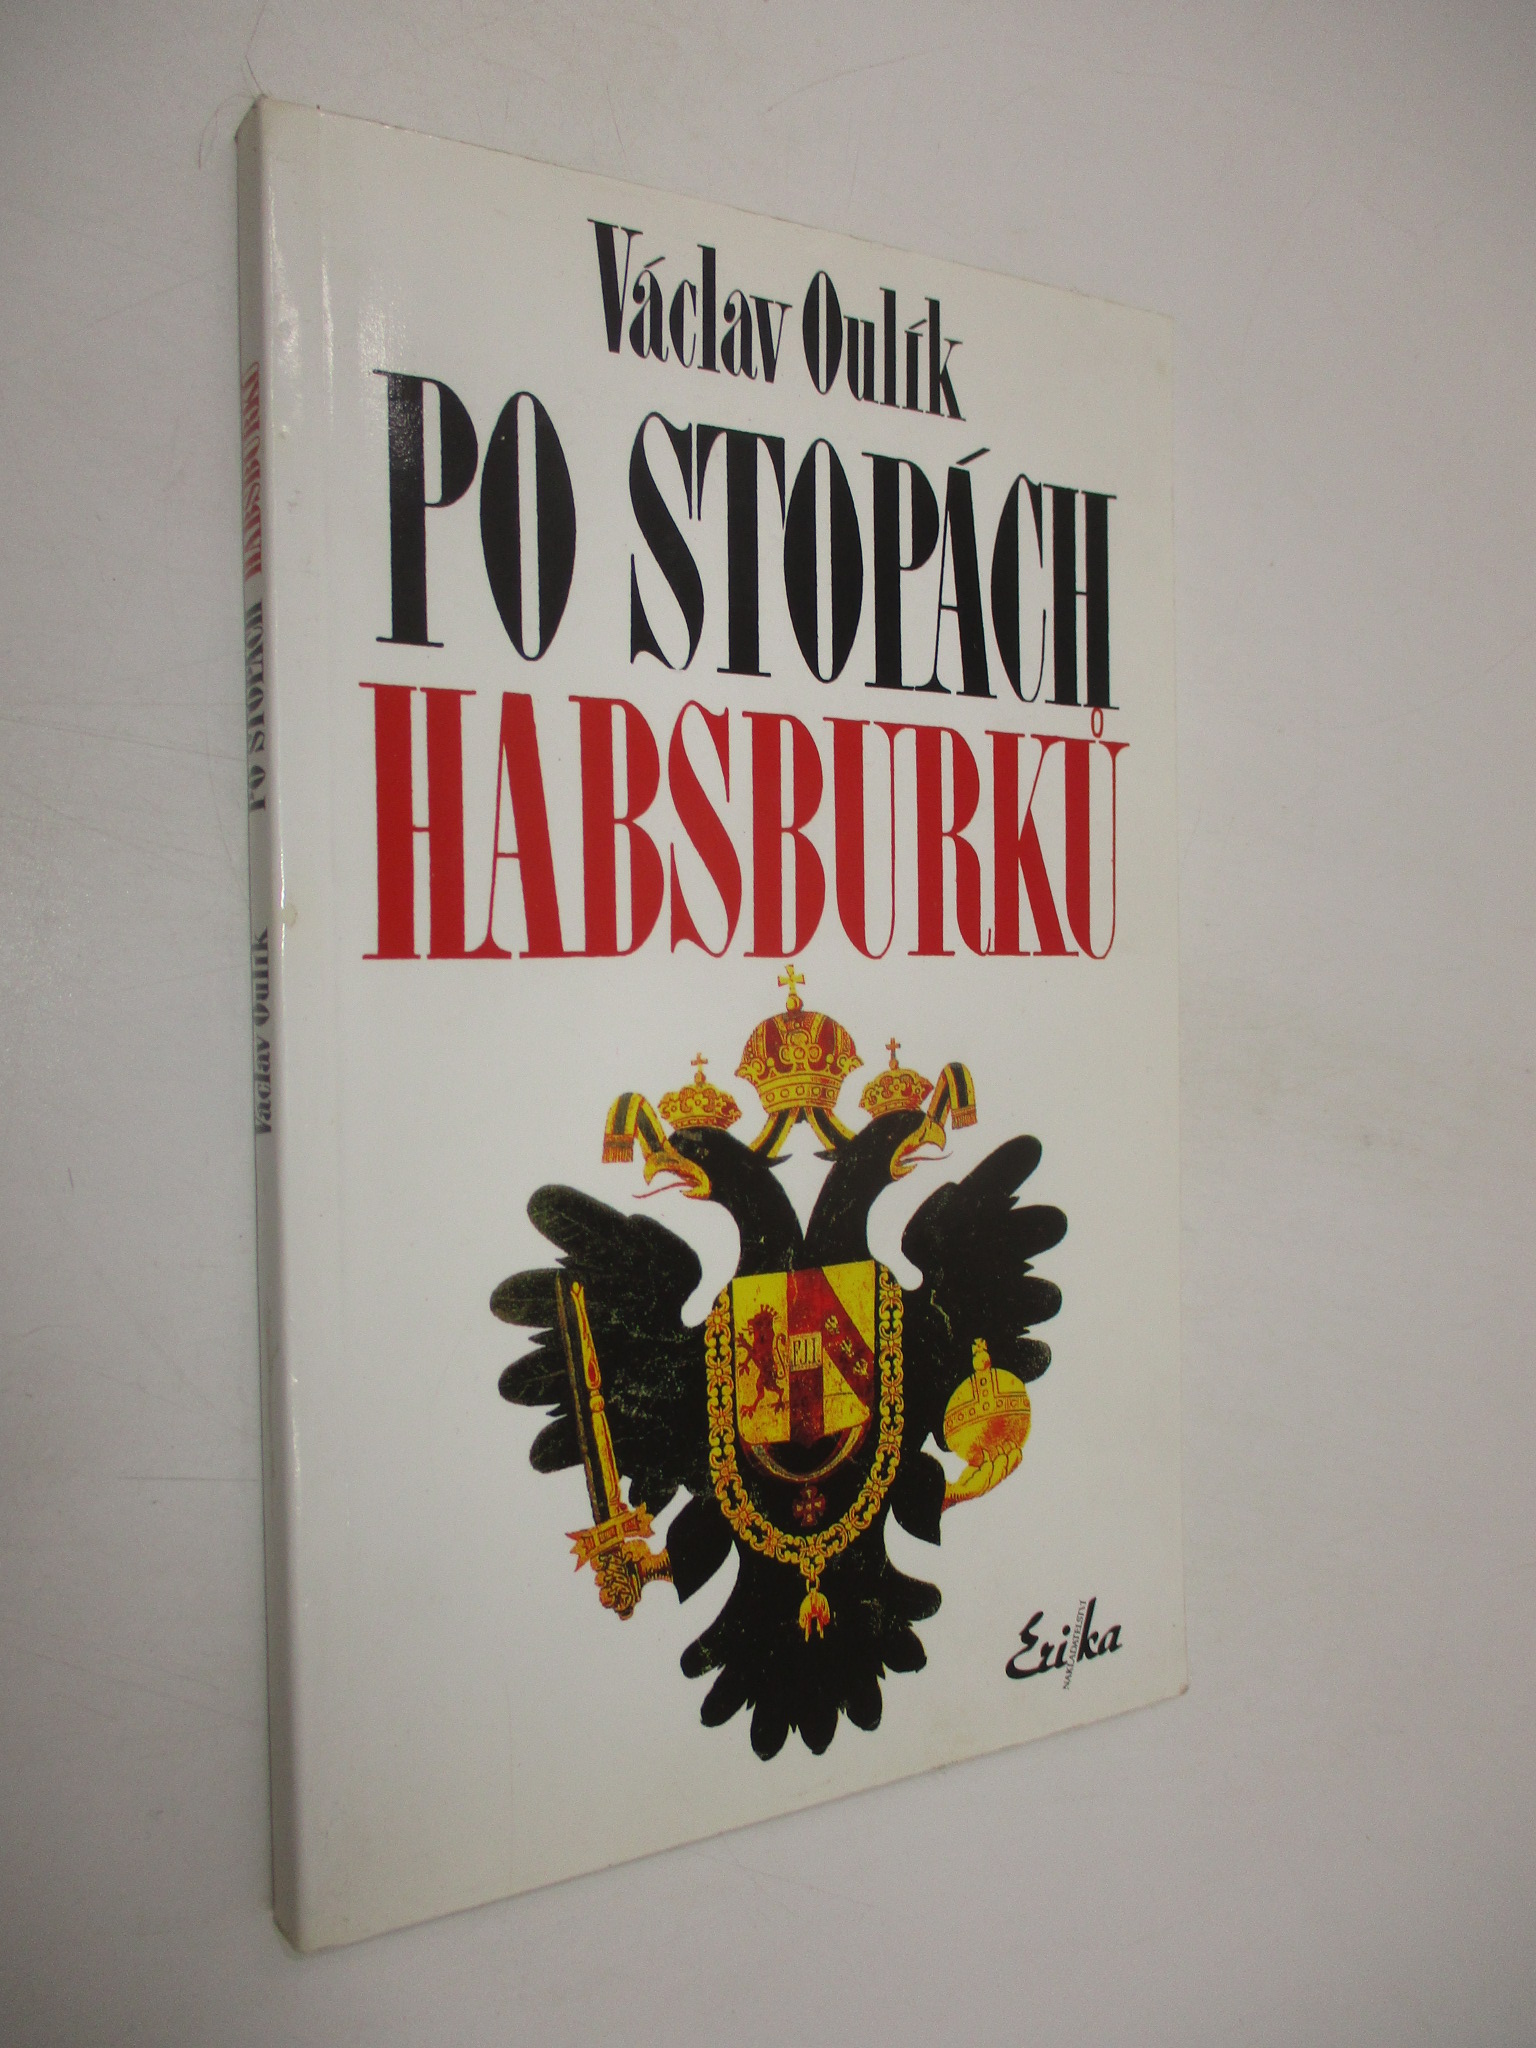 Václav Oulík
PO STOPÁCH
HABSBURKŮ
F.J.I.
Erika
NAKLADATELSTVÍ
Václav Oulík PO STOPÁCH HABSBURKŮ